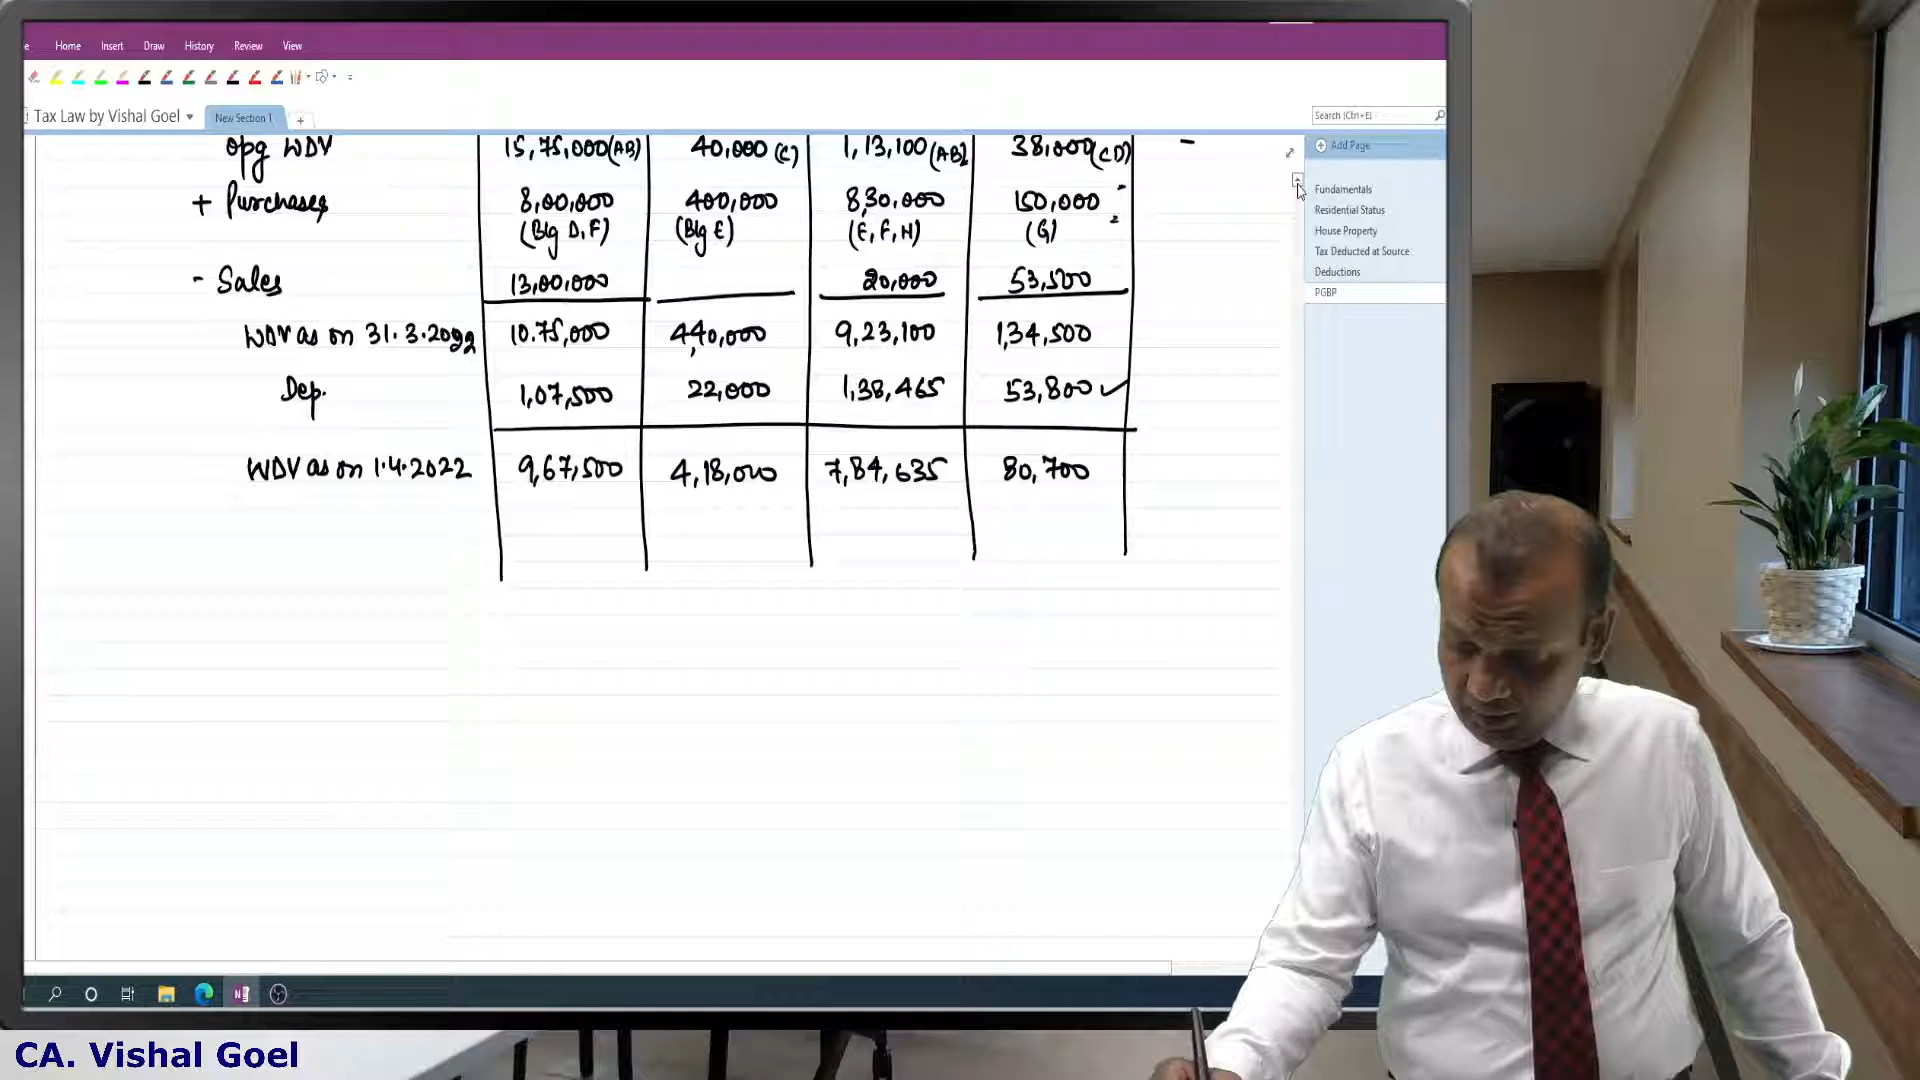 Home Insert Draw History Review View
Tax Law by Vishal Goel New Section 1 +
Search (Ctrl+E)
Add Page
Fundamentals
Residential Status
House Property
Tax Deducted at Source
Deductions
PGBP
Opg WDV 15,75,000(AB) 40,000 (C) 1,13,100(AB) 38,000(CD) -
+ Purchases 8,00,000 400,000 8,30,000 150,000
(Blg D, F) (Blg E) (E, F, H) (G)
- Sales 13,00,000 20,000 53,500
WDV as on 31.3.2022 10.75,000 4,40,000 9,23,100 1,34,500
Dep. 1,07,500 22,000 1,38,465 53,800 ✓
WDV as on 1.4.2022 9,67,500 4,18,000 7,84,635 80,700
CA. Vishal Goel